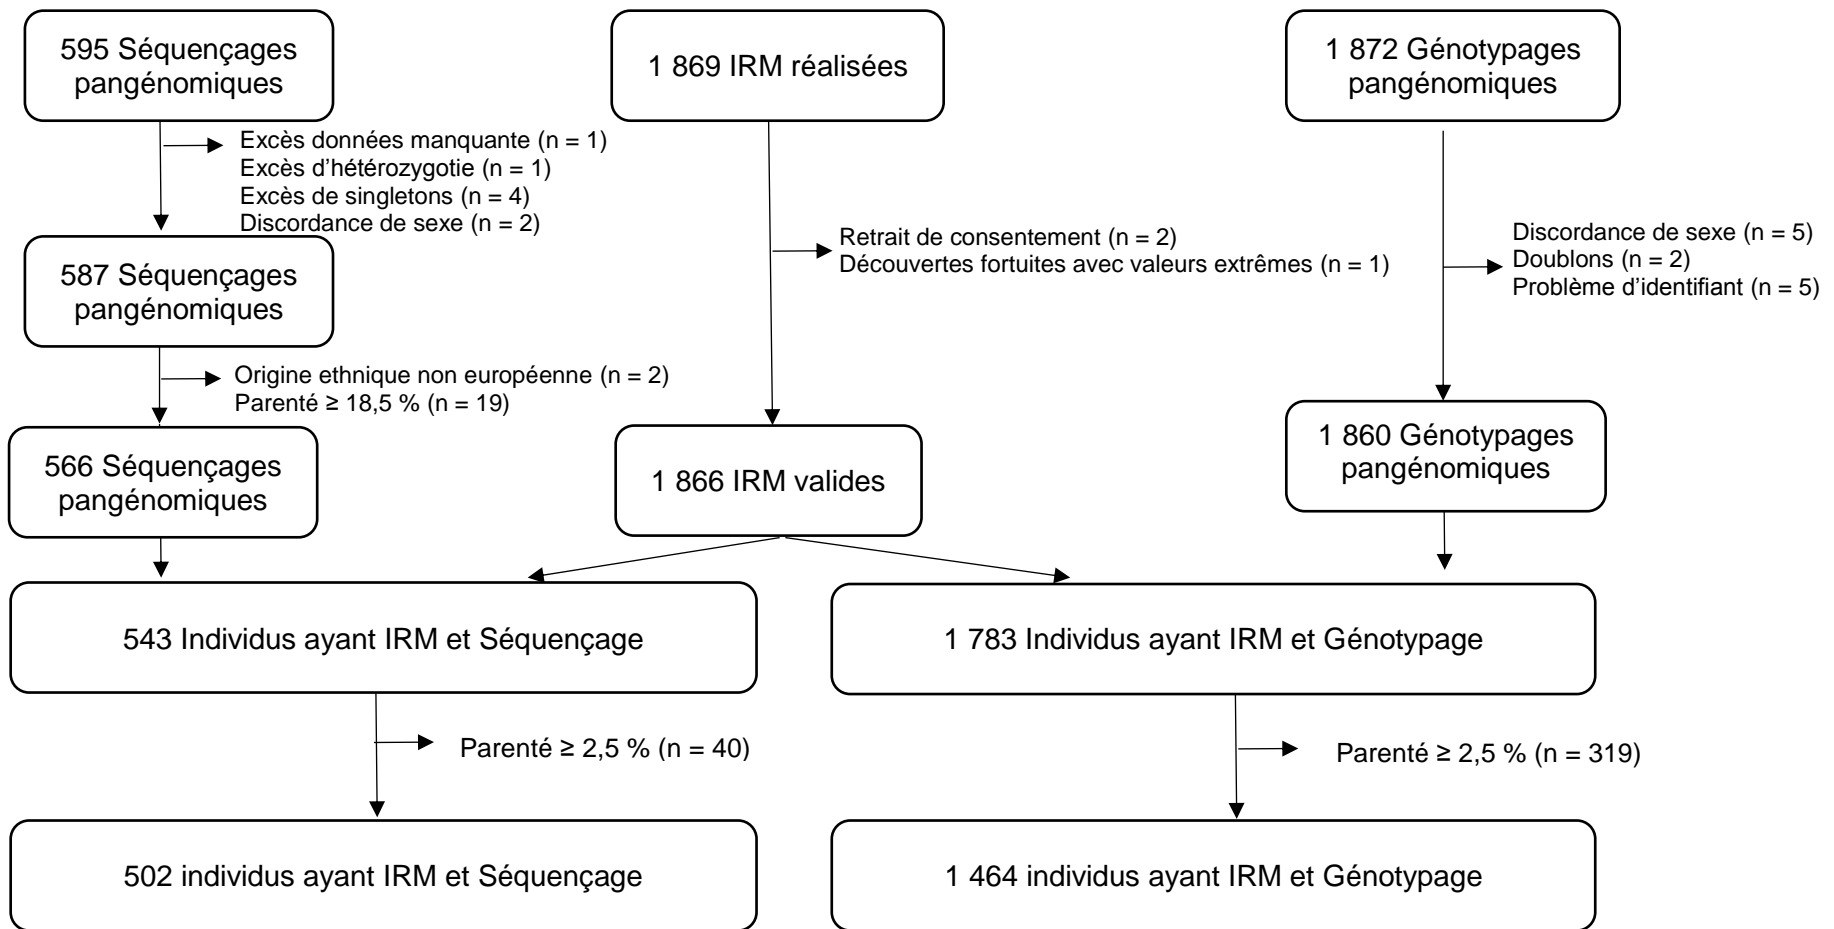 595 Séquençages
pangénomiques
1 869 IRM réalisées
1 872 Génotypages
pangénomiques
Excès données manquante (n = 1)
Excès d’hétérozygotie (n = 1)
Excès de singletons (n = 4)
Discordance de sexe (n = 2)
Retrait de consentement (n = 2)
Découvertes fortuites avec valeurs extrêmes (n = 1)
Discordance de sexe (n = 5)
Doublons (n = 2)
Problème d’identifiant (n = 5)
587 Séquençages
pangénomiques
Origine ethnique non européenne (n = 2)
Parenté ≥ 18,5 % (n = 19)
566 Séquençages
pangénomiques
1 866 IRM valides
1 860 Génotypages
pangénomiques
543 Individus ayant IRM et Séquençage
1 783 Individus ayant IRM et Génotypage
Parenté ≥ 2,5 % (n = 40)
Parenté ≥ 2,5 % (n = 319)
502 individus ayant IRM et Séquençage
1 464 individus ayant IRM et Génotypage